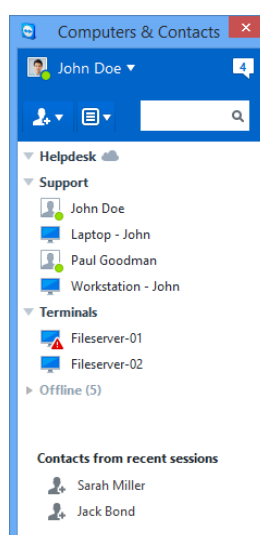 Computers & Contacts
John Doe
4
Helpdesk
Support
John Doe
Laptop - John
Paul Goodman
Workstation - John
Terminals
Fileserver-01
Fileserver-02
Offline (5)
Contacts from recent sessions
Sarah Miller
Jack Bond